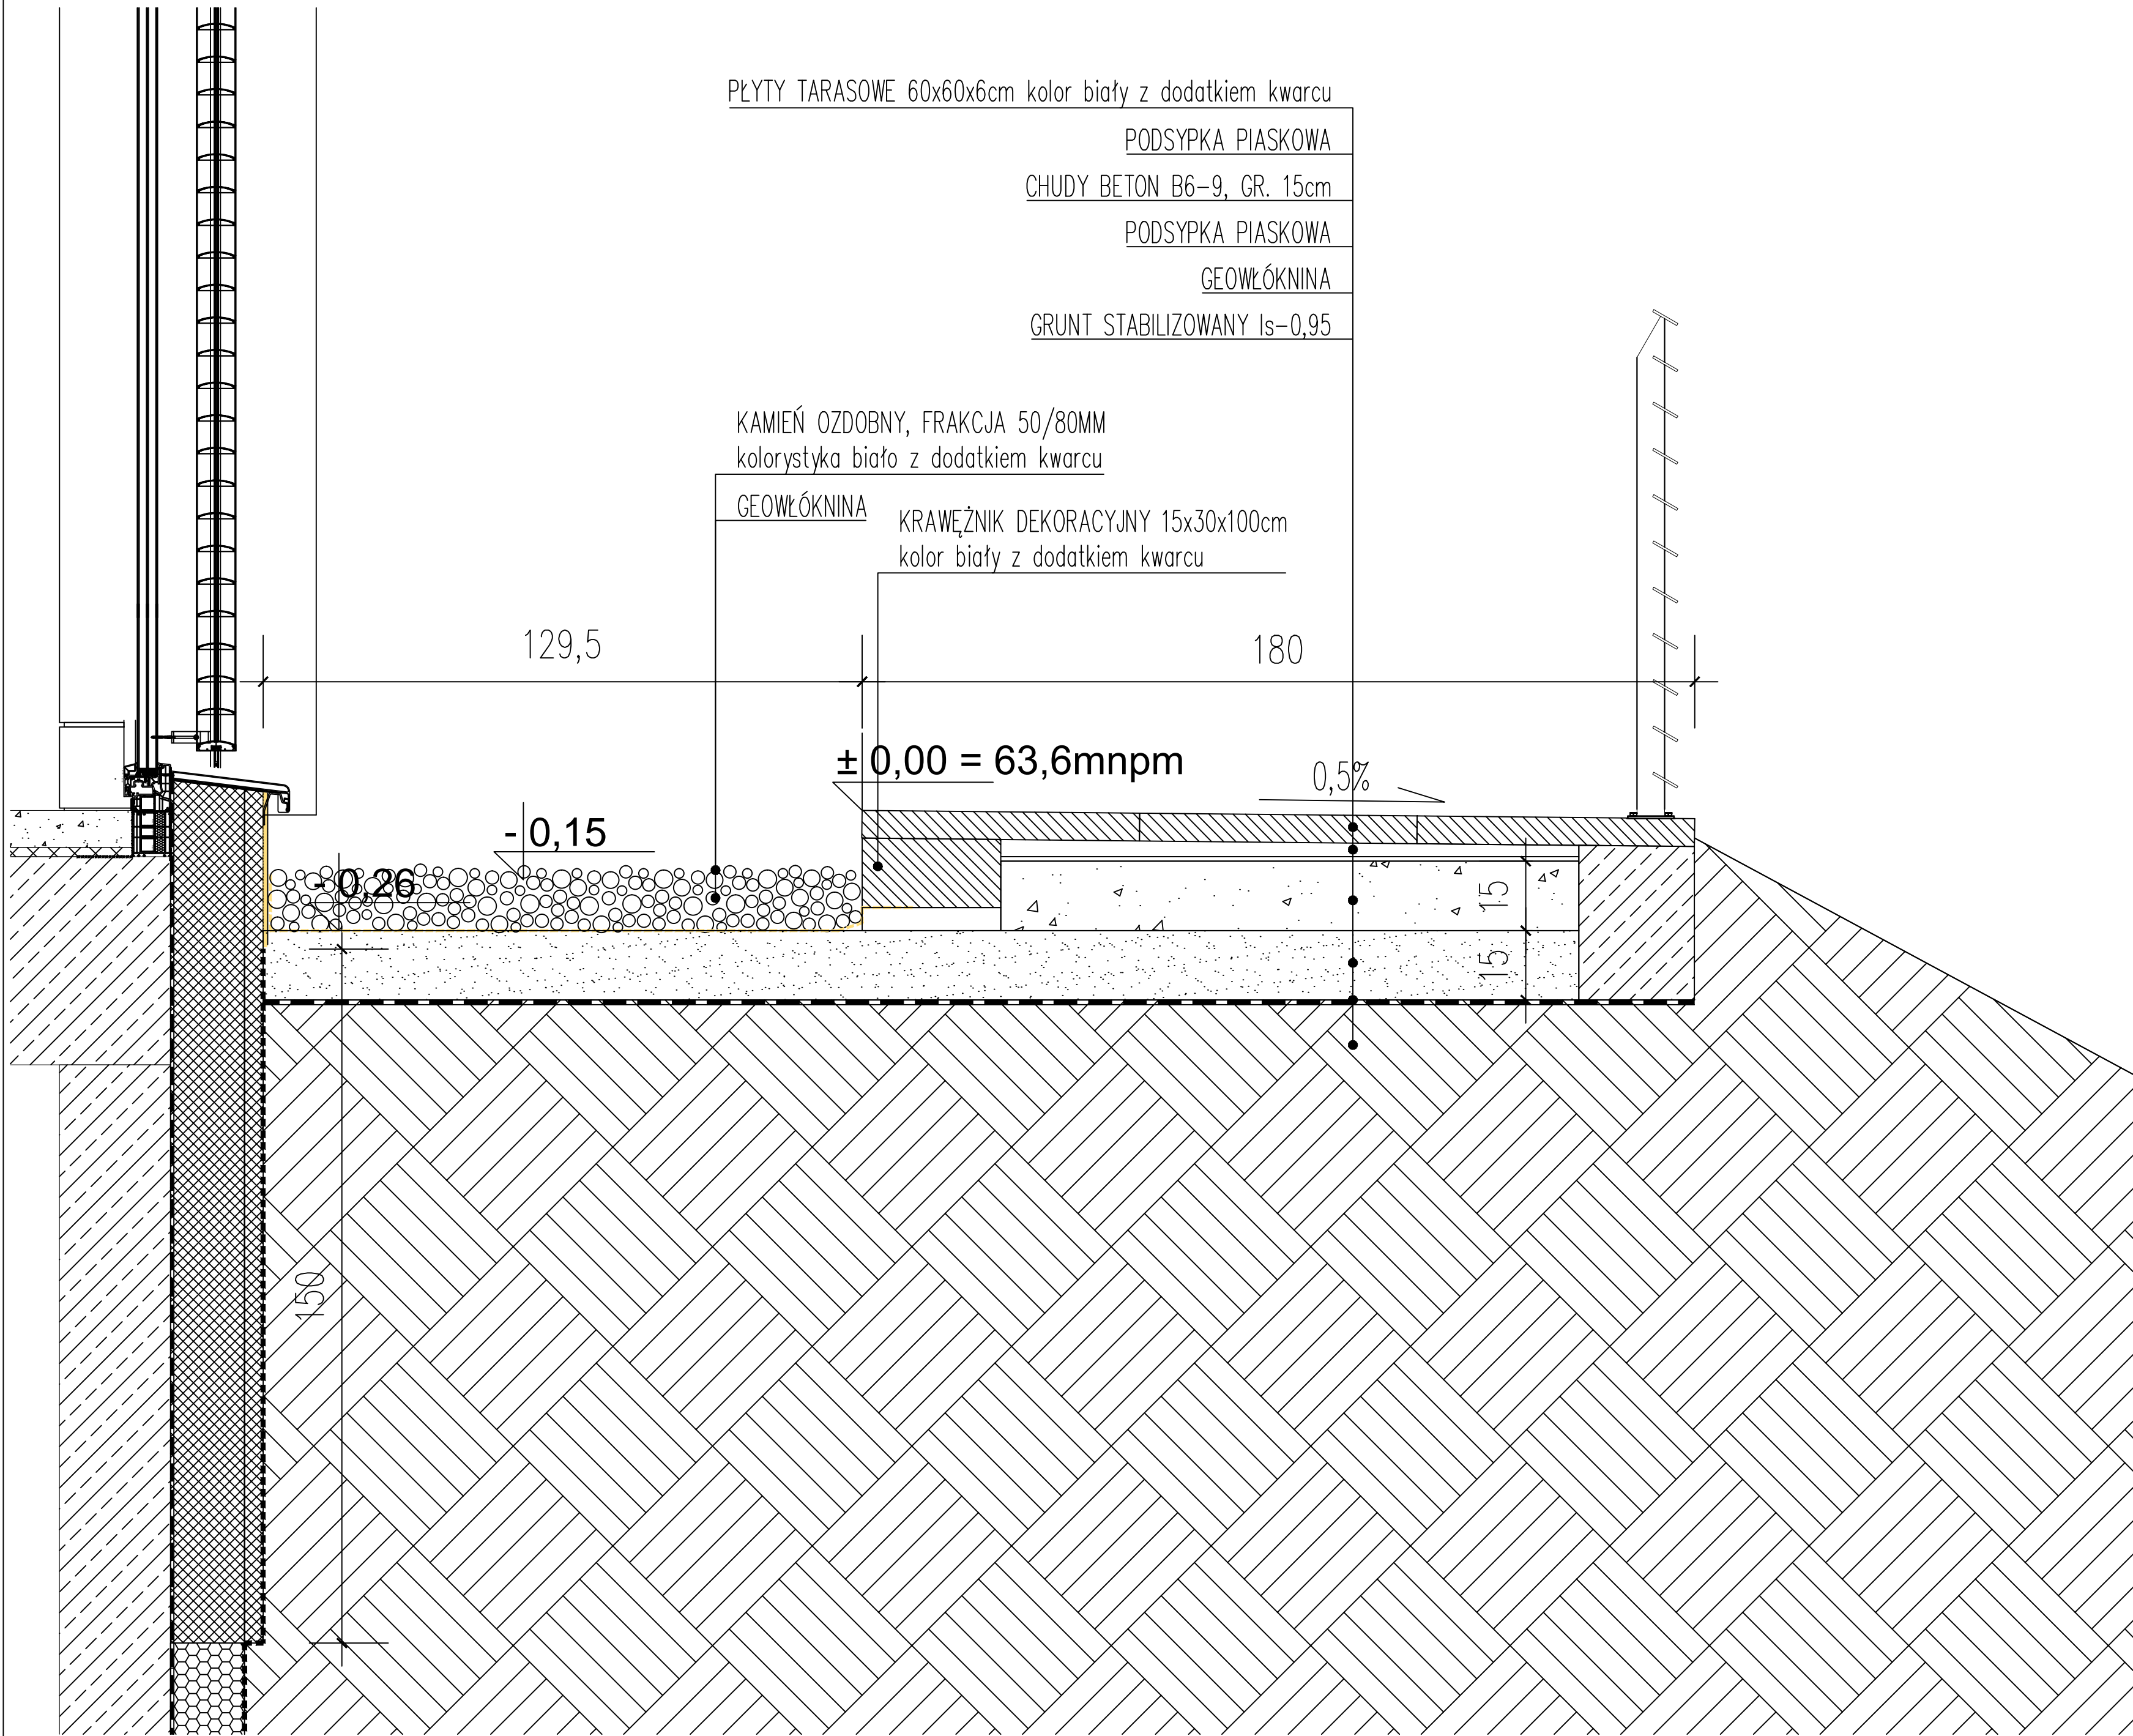 PŁYTY TARASOWE 60x60x6cm kolor biały z dodatkiem kwarcu
PODSYPKA PIASKOWA
CHUDY BETON B6-9, GR. 15cm
PODSYPKA PIASKOWA
GEOWŁÓKNINA
GRUNT STABILIZOWANY Is-0,95
KAMIEŃ OZDOBNY, FRAKCJA 50/80MM
kolorystyka biało z dodatkiem kwarcu
GEOWŁÓKNINA
KRAWĘŻNIK DEKORACYJNY 15x30x100cm
kolor biały z dodatkiem kwarcu
129,5
180
± 0,00 = 63,6mnpm
0,5%
- 0,15
- 0,26
15
15
150